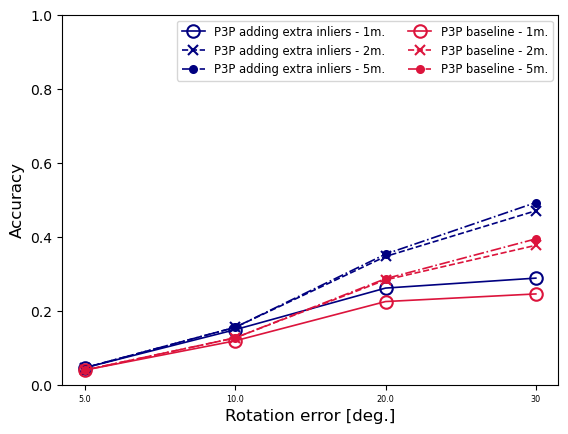 P3P adding extra inliers - 1m.
P3P adding extra inliers - 2m.
P3P adding extra inliers - 5m.
P3P baseline - 1m.
P3P baseline - 2m.
P3P baseline - 5m.
1.0
0.8
0.6
0.4
0.2
0.0
Accuracy
5.0 10.0 20.0 30
Rotation error [deg.]